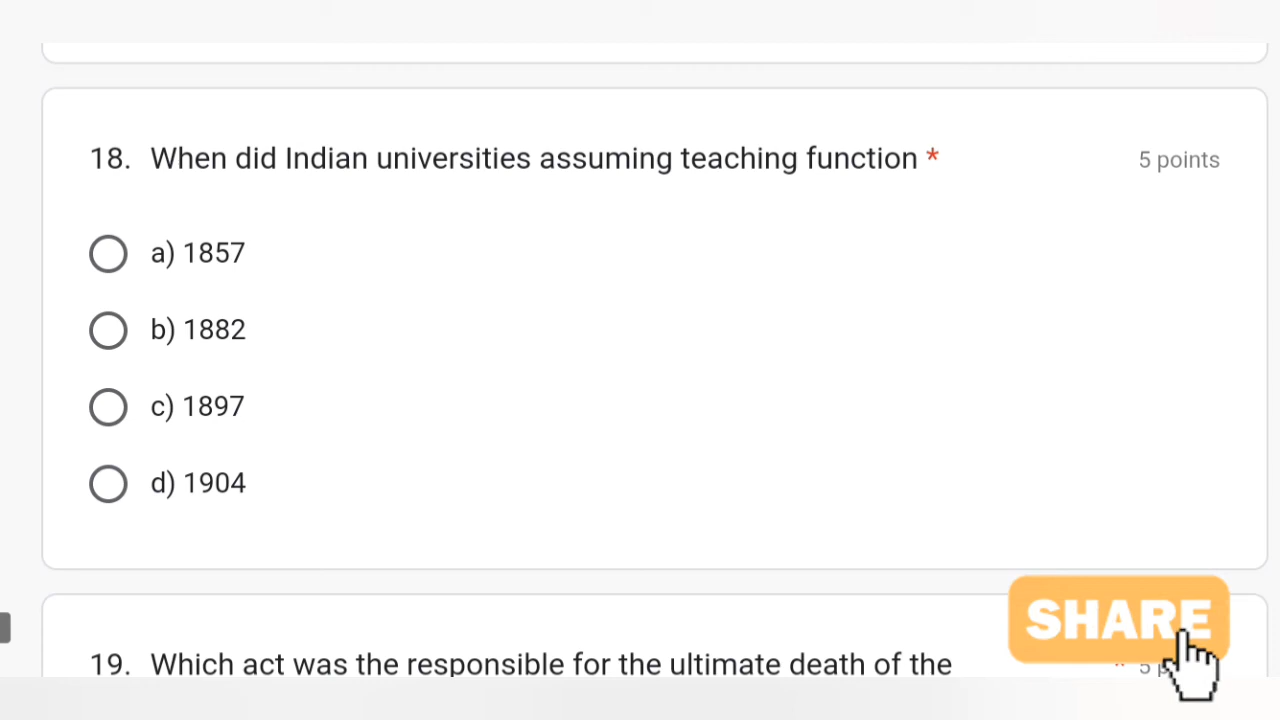 18. When did Indian universities assuming teaching function * 5 points
a) 1857
b) 1882
c) 1897
d) 1904
SHARE
19. Which act was the responsible for the ultimate death of the * 5